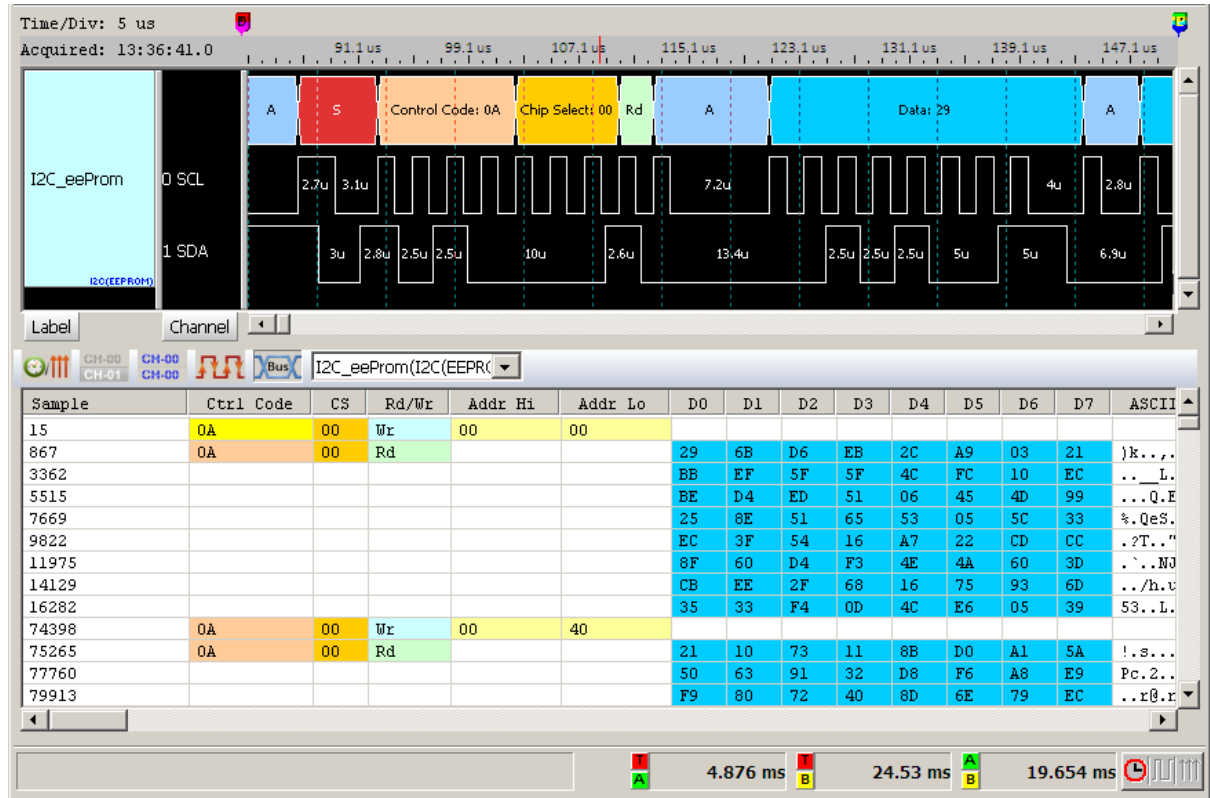 Time/Div: 5 us
Acquired: 13:36:41.0 91.1 us 99.1 us 107.1 us 115.1 us 123.1 us 131.1 us 139.1 us 147.1 us
A S Control Code: 0A Chip Select: 00 Rd A Data: 29 A
I2C_eeProm 0 SCL 2.7u 3.1u 7.2u 4u 2.8u
1 SDA 3u 2.8u 2.5u 2.5u 10u 2.6u 13.4u 2.5u 2.5u 2.5u 5u 5u 6.9u
I2C(EEPROM)
Label Channel
CH-00 CH-00 Bus I2C_eeProm(I2C(EEPR(
CH-01 CH-00
Sample Ctrl Code CS Rd/Wr Addr Hi Addr Lo D0 D1 D2 D3 D4 D5 D6 D7 ASCII
15 0A 00 Wr 00 00
867 0A 00 Rd 29 6B D6 EB 2C A9 03 21 )k..,.
3362 BB EF 5F 5F 4C FC 10 EC ..__L.
5515 BE D4 ED 51 06 45 4D 99 ...Q.E
7669 25 8E 51 65 53 05 5C 33 %.QeS.
9822 EC 3F 54 16 A7 22 CD CC .?T.."
11975 8F 60 D4 F3 4E 4A 60 3D .`..NJ
14129 CB EE 2F 68 16 75 93 6D ../h.u
16282 35 33 F4 0D 4C E6 05 39 53..L.
74398 0A 00 Wr 00 40
75265 0A 00 Rd 21 10 73 11 8B D0 A1 5A !.s...
77760 50 63 91 32 D8 F6 A8 E9 Pc.2..
79913 F9 80 72 40 8D 6E 79 EC ..r@.n
T A 4.876 ms A B 24.53 ms A B 19.654 ms